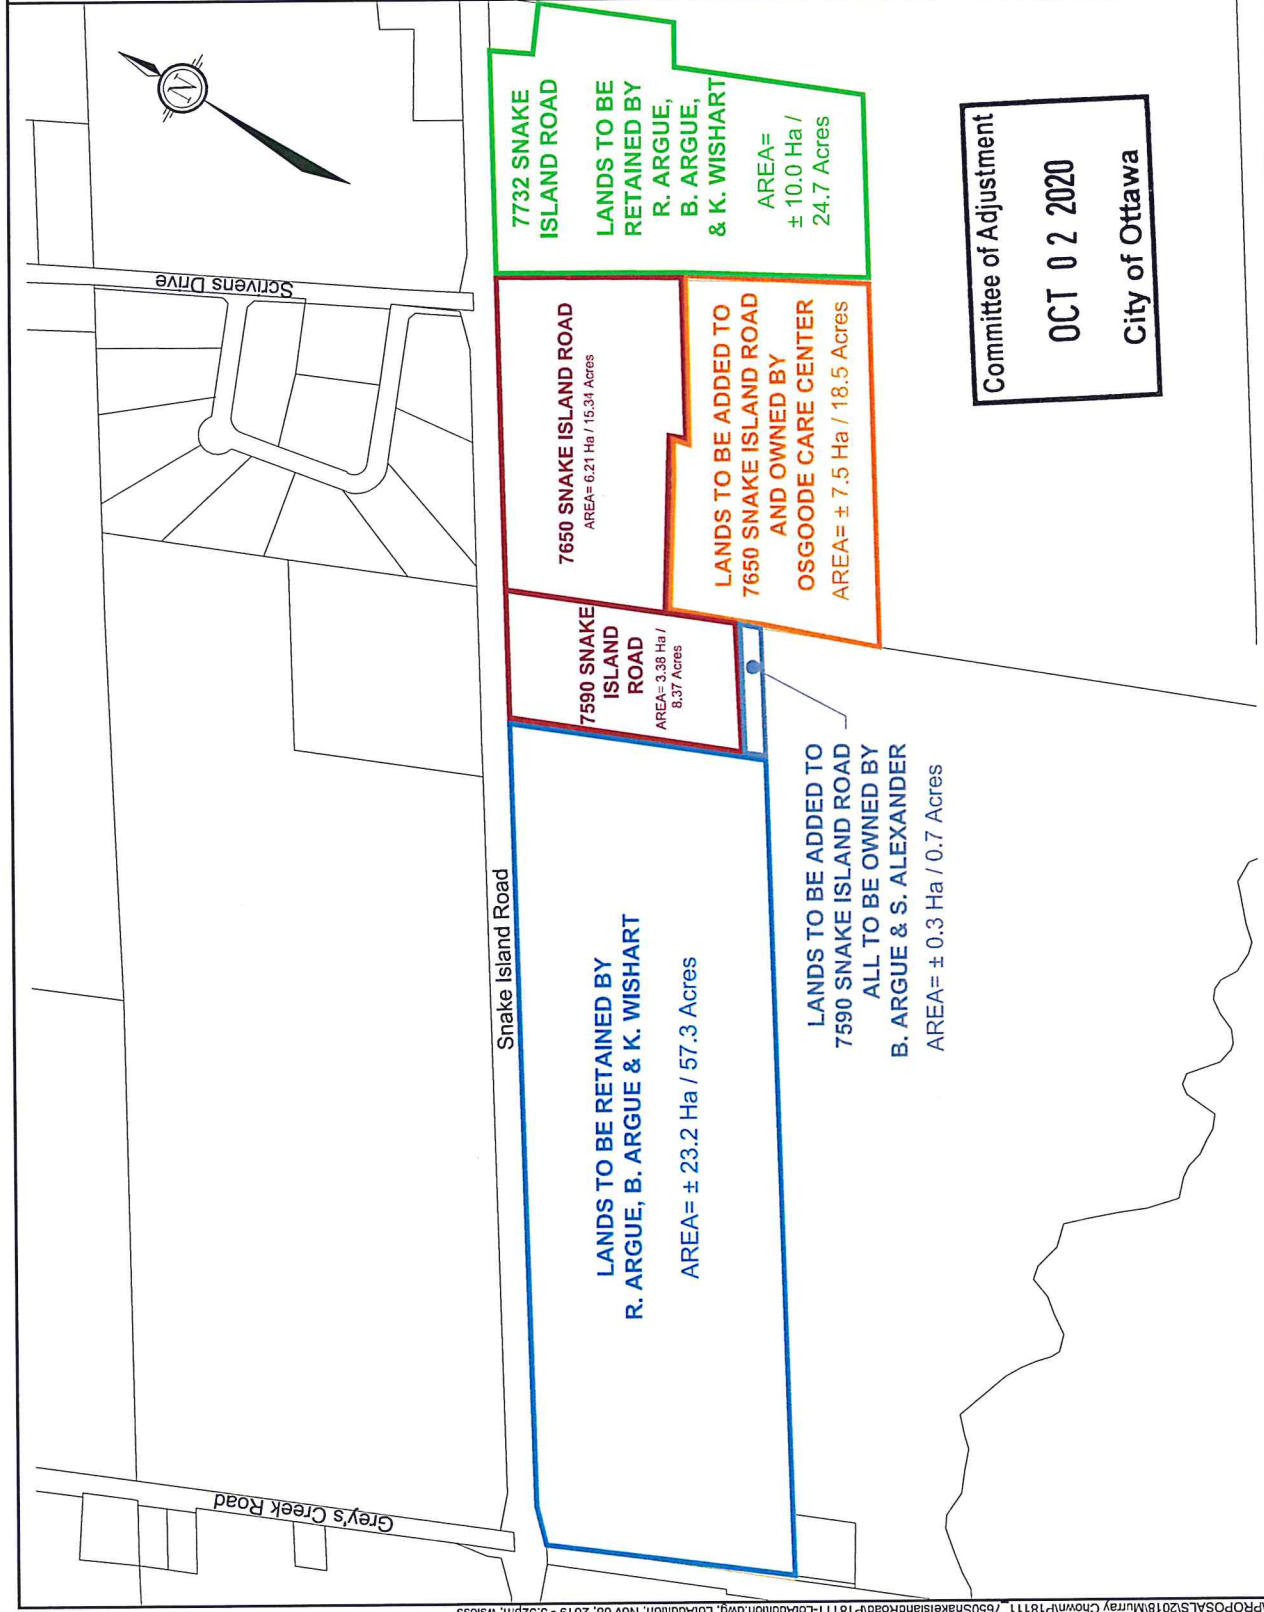 Scrivens Drive
Grey's Creek Road
Snake Island Road
7732 SNAKE
ISLAND ROAD
LANDS TO BE
RETAINED BY
R. ARGUE,
B. ARGUE,
& K. WISHART
AREA=
± 10.0 Ha /
24.7 Acres
7650 SNAKE ISLAND ROAD
AREA= 6.21 Ha / 15.34 Acres
LANDS TO BE ADDED TO
7650 SNAKE ISLAND ROAD
AND OWNED BY
OSGOODE CARE CENTER
AREA= ± 7.5 Ha / 18.5 Acres
7590 SNAKE
ISLAND
ROAD
AREA= 3.38 Ha /
8.37 Acres
LANDS TO BE ADDED TO
7590 SNAKE ISLAND ROAD
ALL TO BE OWNED BY
B. ARGUE & S. ALEXANDER
AREA= ± 0.3 Ha / 0.7 Acres
LANDS TO BE RETAINED BY
R. ARGUE, B. ARGUE & K. WISHART
AREA= ± 23.2 Ha / 57.3 Acres
Committee of Adjustment
OCT 02 2020
City of Ottawa
N